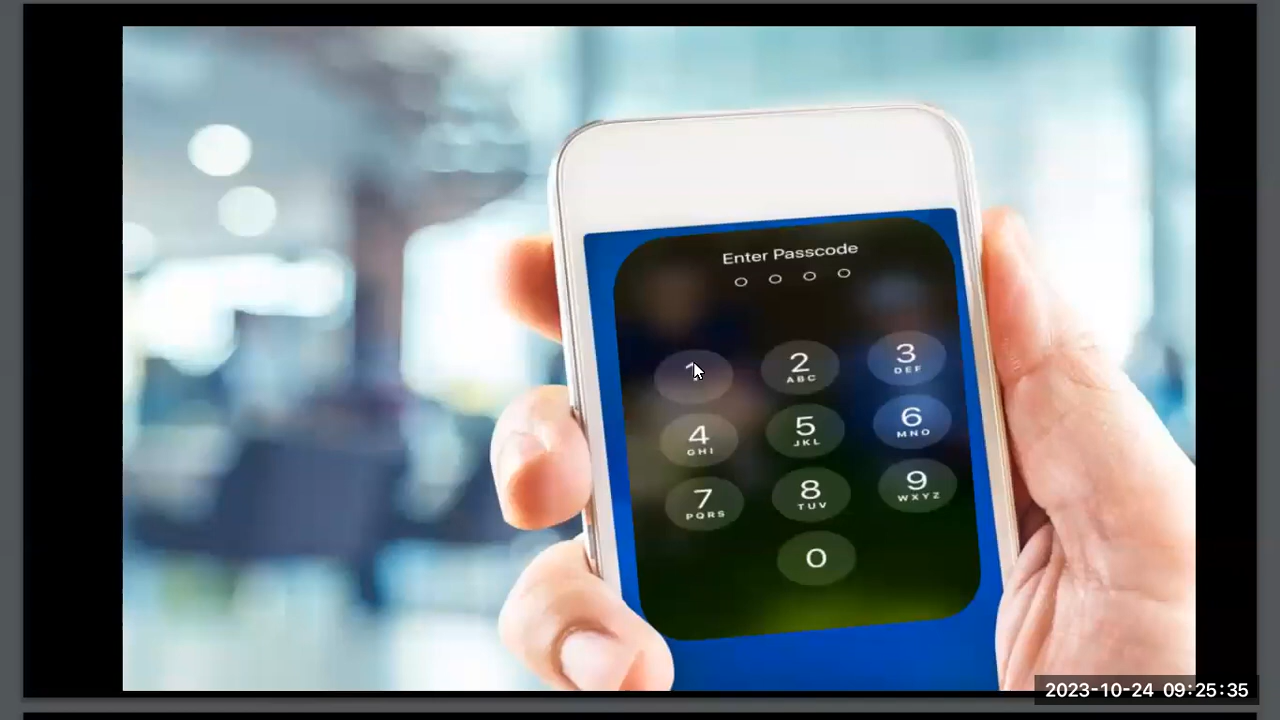 Enter Passcode
2 3
ABC DEF
4 5 6
GHI JKL MNO
7 8 9
PQRS TUV WXYZ
0
2023-10-24 09:25:35